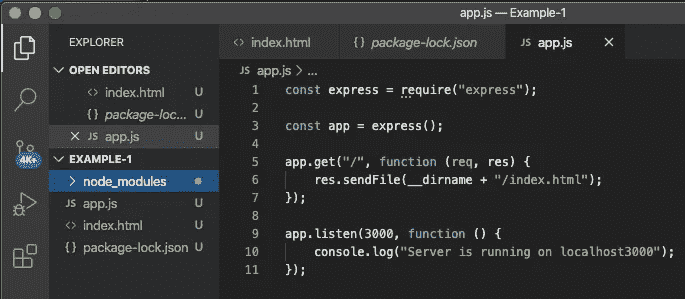 app.js — Example-1
EXPLORER
OPEN EDITORS
index.html U
package-loc... U
JS app.js U
EXAMPLE-1
node_modules
JS app.js U
index.html U
{} package-lock.json U
4K+
index.html U
{} package-lock.json U
JS app.js U
JS app.js > ...
1 const express = require("express");
2
3 const app = express();
4
5 app.get("/", function (req, res) {
6 res.sendFile(__dirname + "/index.html");
7 });
8
9 app.listen(3000, function () {
10 console.log("Server is running on localhost3000");
11 });